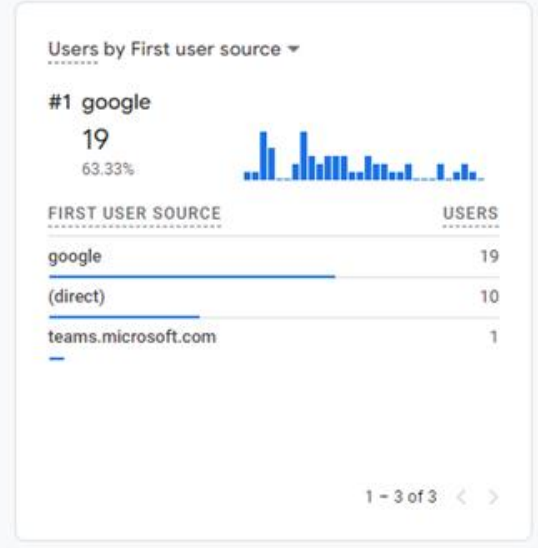 Users by First user source
#1 google
19
63.33%
FIRST USER SOURCE USERS
google 19
(direct) 10
teams.microsoft.com 1
1 – 3 of 3